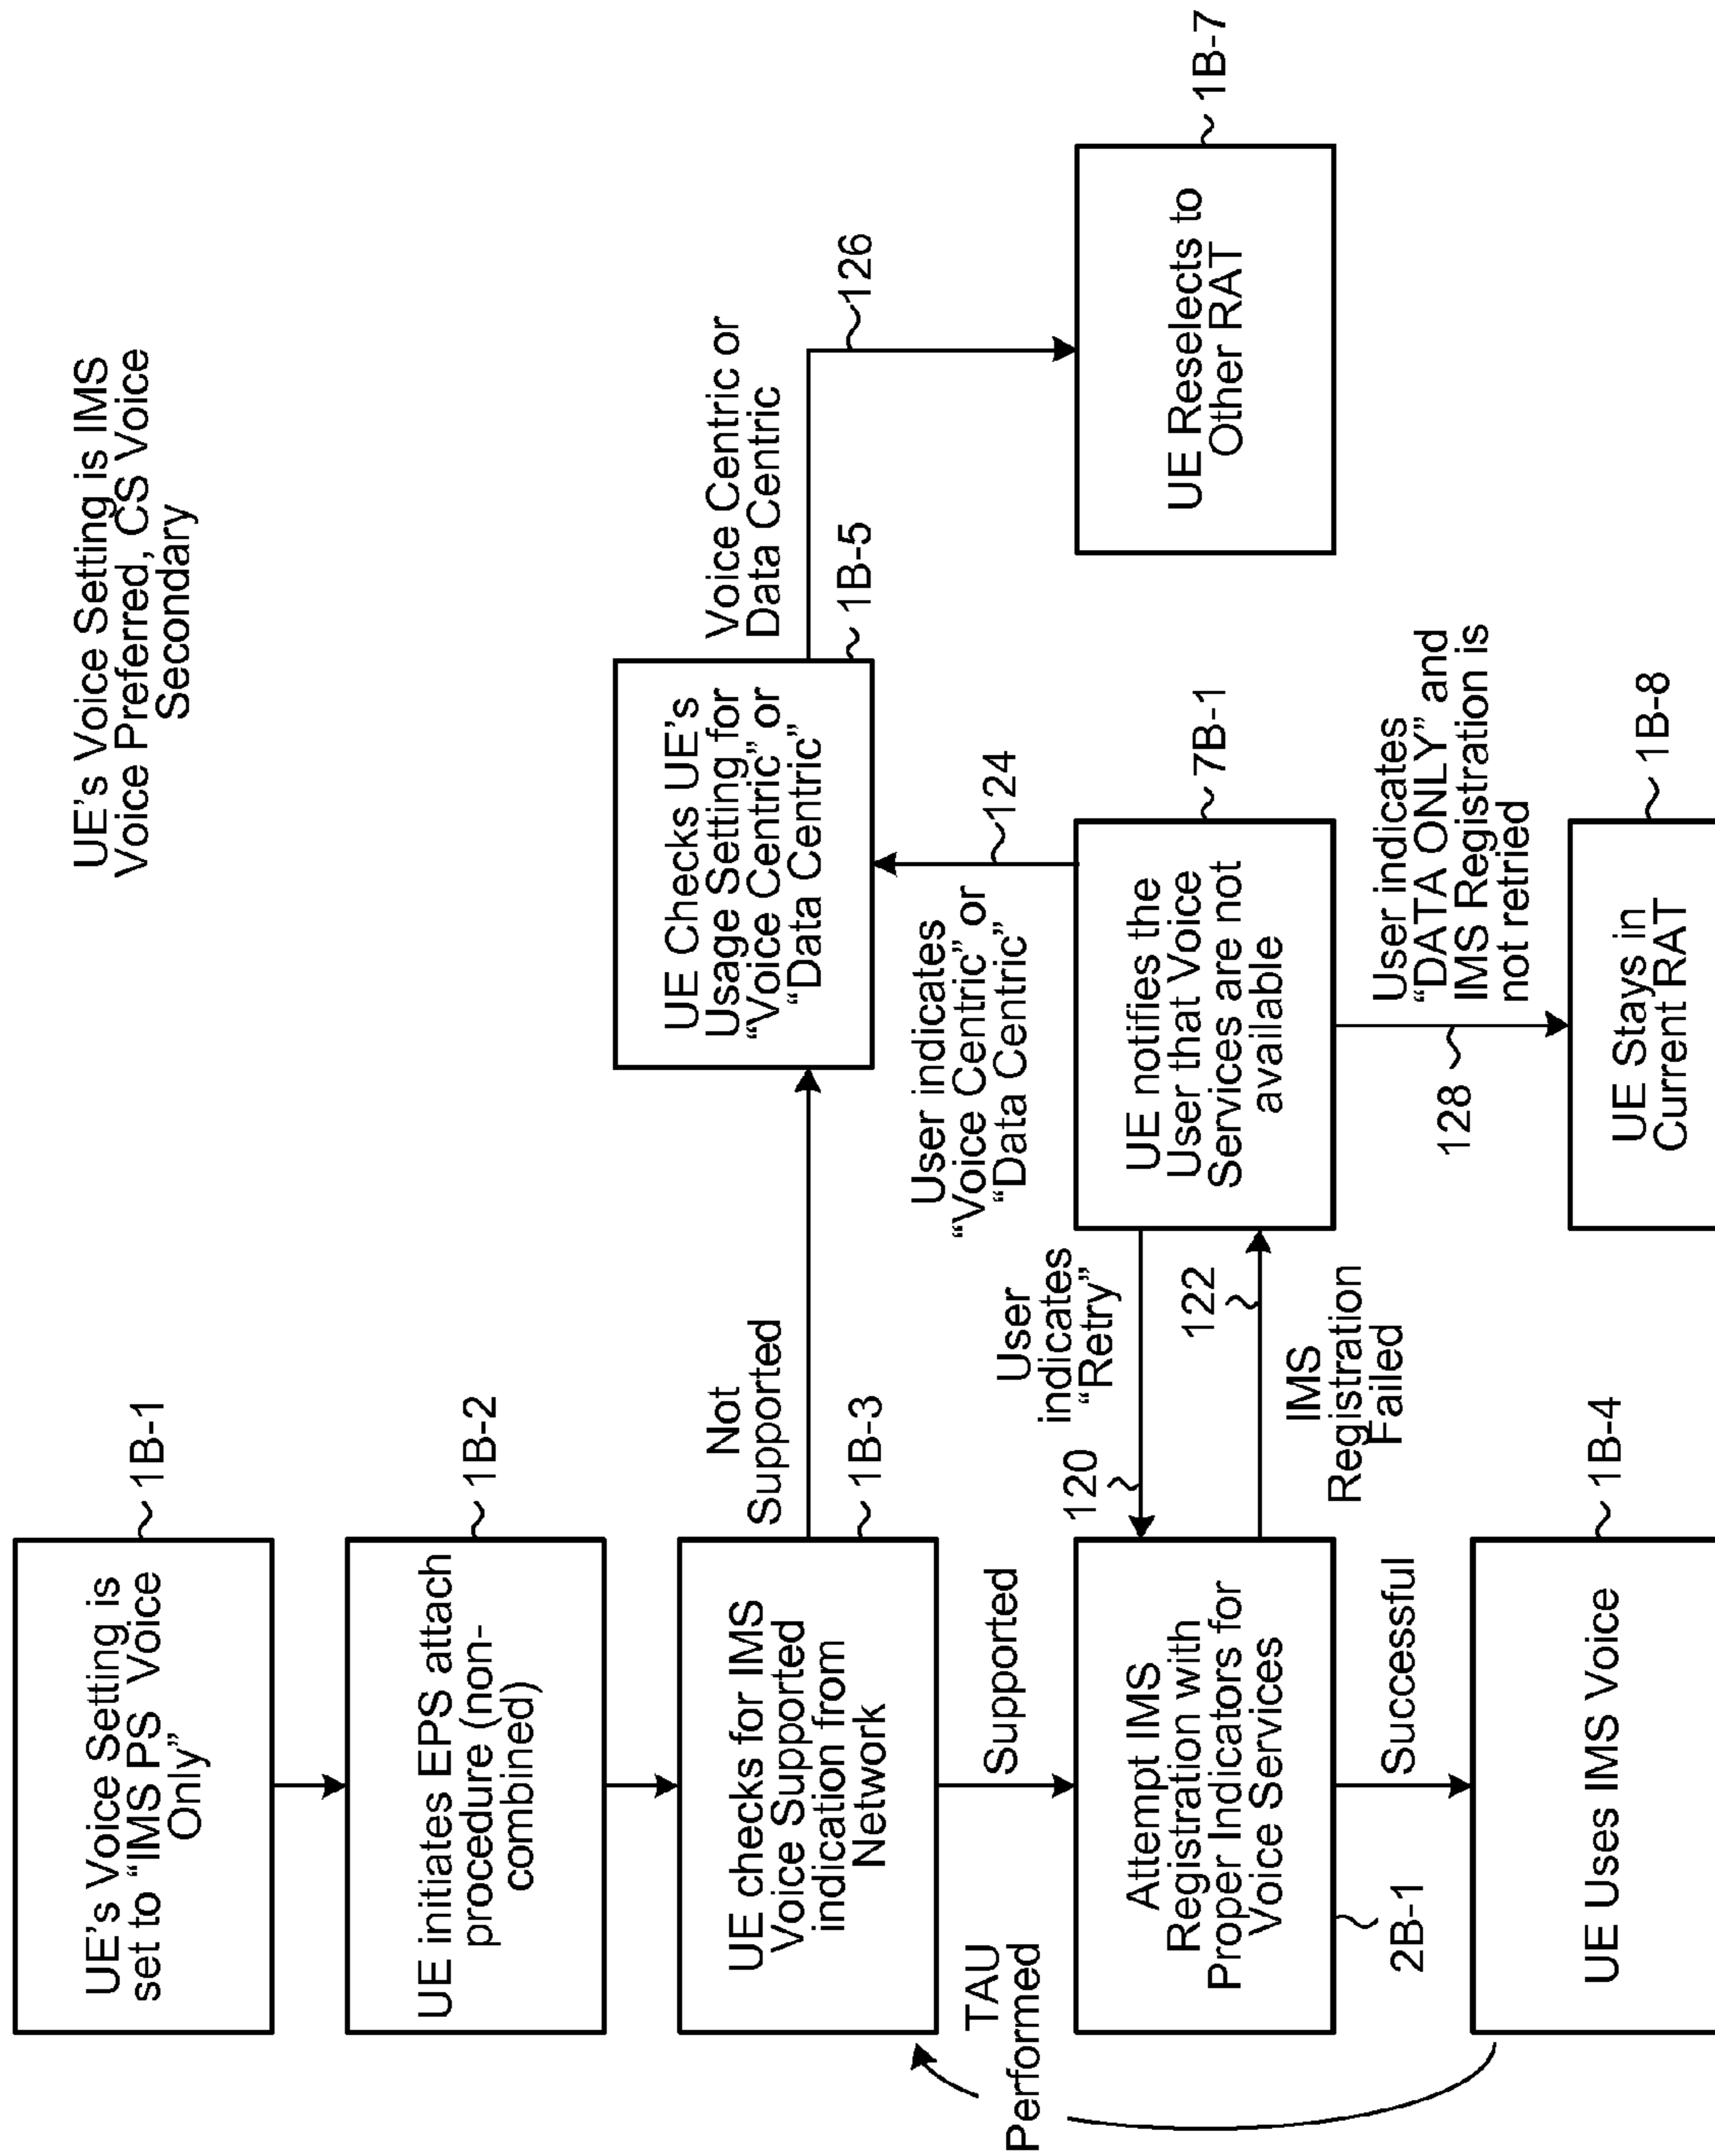 UE's Voice Setting is IMS
Voice Preferred, CS Voice
Secondary
UE's Voice Setting is
set to “IMS PS Voice
Only”
1B-1
UE initiates EPS attach
procedure (non-
combined)
1B-2
UE checks for IMS
Voice Supported
indication from
Network
1B-3
Not
Supported
UE Checks UE's
Usage Setting for
“Voice Centric” or
“Data Centric”
1B-5
Voice Centric or
Data Centric
126
Supported
TAU
Performed
User indicates
“Voice Centric” or
“Data Centric”
124
Attempt IMS
Registration with
Proper Indicators for
Voice Services
2B-1
120
User
indicates
“Retry”
122
IMS
Registration
Failed
UE notifies the
User that Voice
Services are not
available
7B-1
UE Reselects to
Other RAT
1B-7
Successful
128
User indicates
“DATA ONLY” and
IMS Registration is
not retried
UE Uses IMS Voice
1B-4
UE Stays in
Current RAT
1B-8